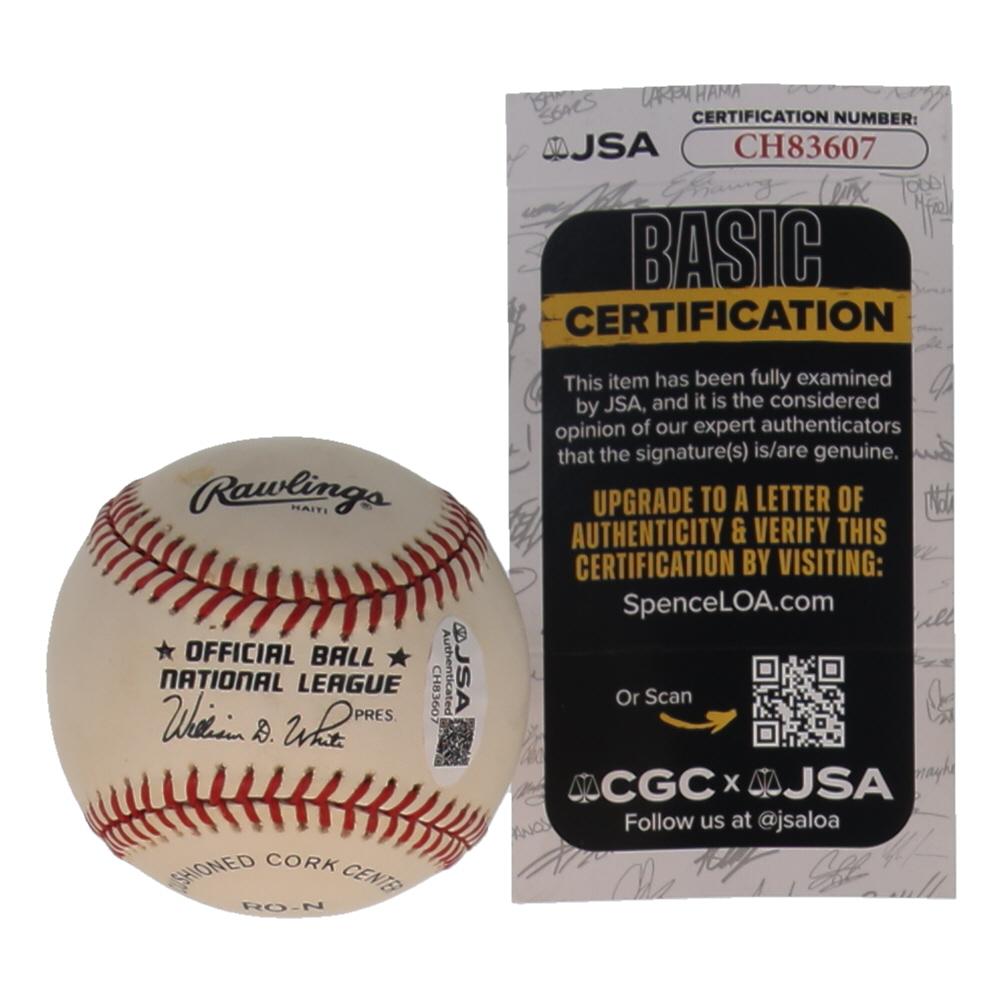 Rawlings®
HAITI
★ OFFICIAL BALL ★
NATIONAL LEAGUE
William D. White PRES.
CUSHIONED CORK CENTER
RO-N
JSA
Authenticated
CH83607
JSA
CERTIFICATION NUMBER:
CH83607
BASIC
CERTIFICATION
This item has been fully examined
by JSA, and it is the considered
opinion of our expert authenticators
that the signature(s) is/are genuine.
UPGRADE TO A LETTER OF
AUTHENTICITY & VERIFY THIS
CERTIFICATION BY VISITING:
SpenceLOA.com
Or Scan
CGC x JSA
Follow us at @jsaloa